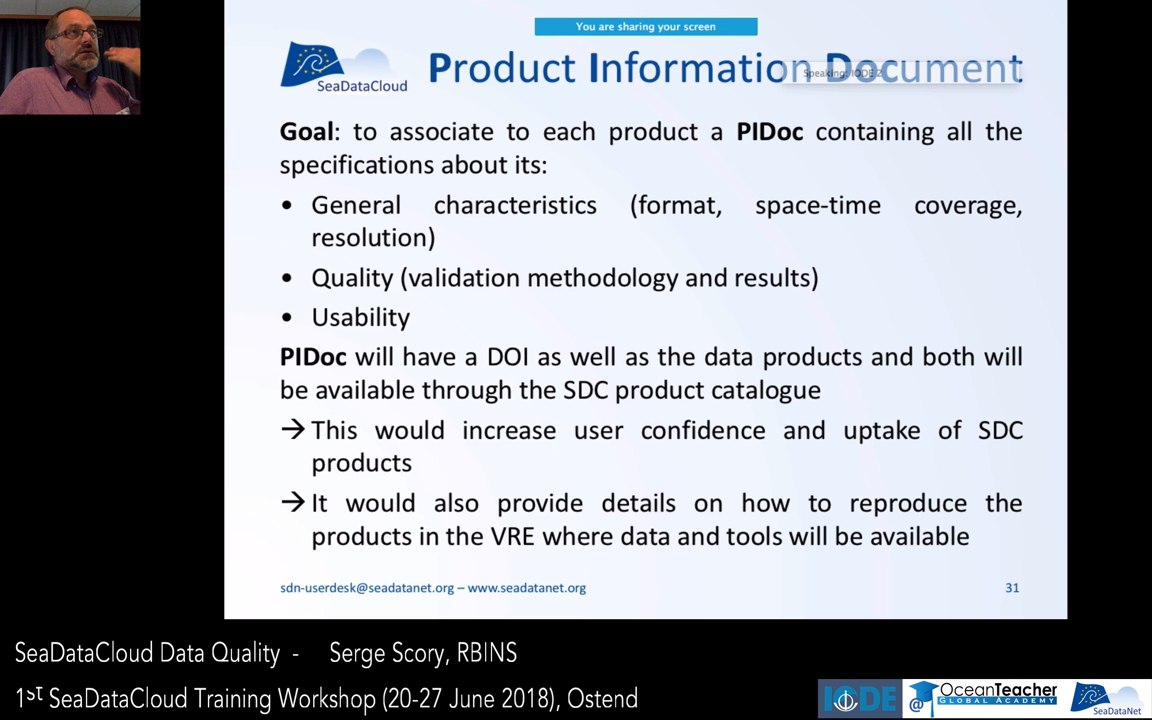 You are sharing your screen
SeaDataCloud
Product Information Document
Speaking: IODE 2
Goal: to associate to each product a PIDoc containing all the
specifications about its:
• General characteristics (format, space-time coverage,
resolution)
• Quality (validation methodology and results)
• Usability
PIDoc will have a DOI as well as the data products and both will
be available through the SDC product catalogue
→ This would increase user confidence and uptake of SDC
products
→ It would also provide details on how to reproduce the
products in the VRE where data and tools will be available
sdn-userdesk@seadatanet.org – www.seadatanet.org 31
SeaDataCloud Data Quality - Serge Scory, RBINS
1st SeaDataCloud Training Workshop (20-27 June 2018), Ostend
IODE
@ OceanTeacher
GLOBAL ACADEMY
SeaDataNet